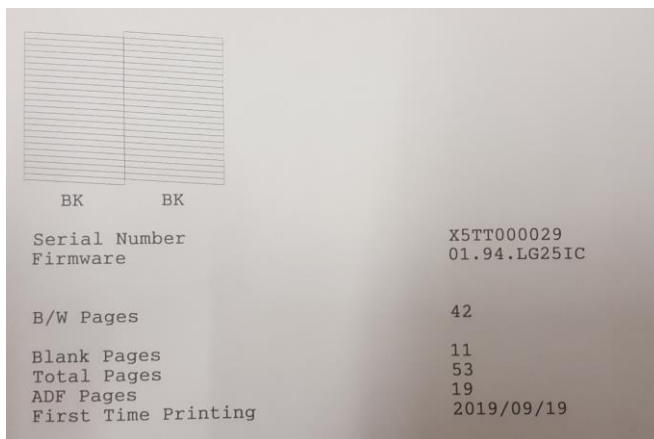 BK BK
Serial Number X5TT000029
Firmware 01.94.LG25IC
B/W Pages 42
Blank Pages 11
Total Pages 53
ADF Pages 19
First Time Printing 2019/09/19